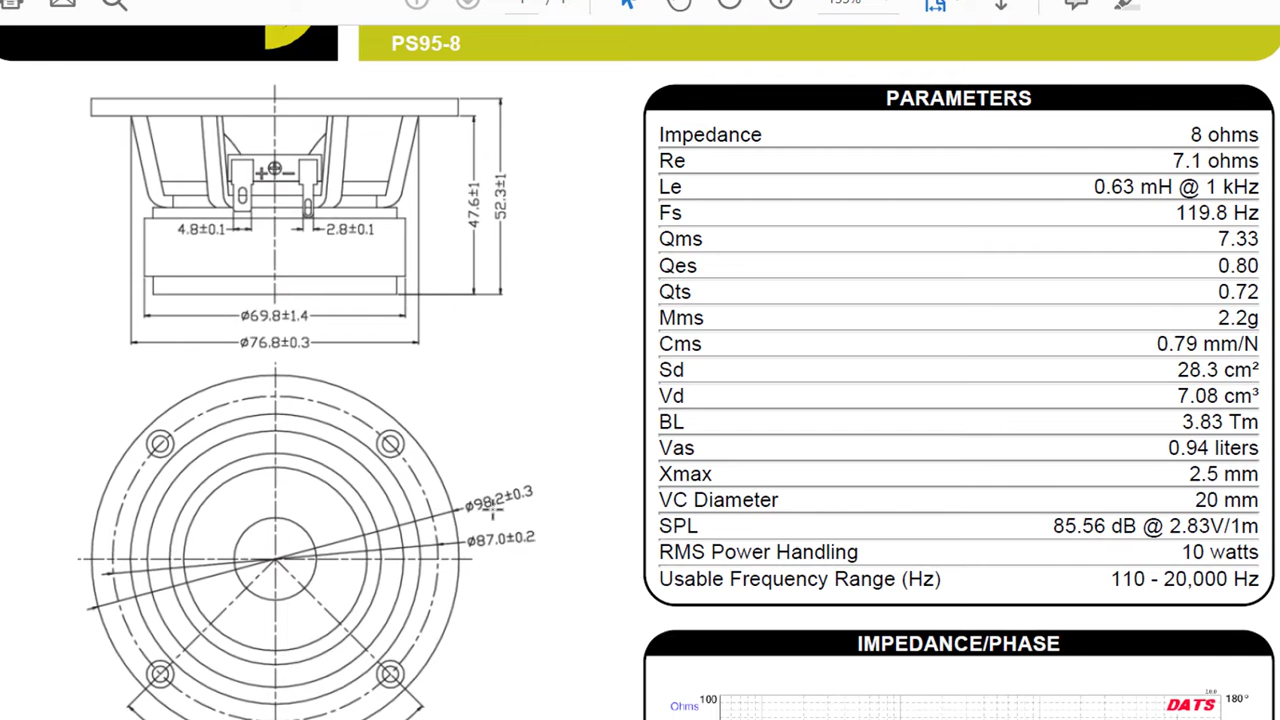 PS95-8
+
−
4.8±0.1
2.8±0.1
47.6±1
52.3±1
ø69.8±1.4
ø76.8±0.3
ø98.2±0.3
ø87.0±0.2
PARAMETERS
Impedance 8 ohms
Re 7.1 ohms
Le 0.63 mH @ 1 kHz
Fs 119.8 Hz
Qms 7.33
Qes 0.80
Qts 0.72
Mms 2.2g
Cms 0.79 mm/N
Sd 28.3 cm²
Vd 7.08 cm³
BL 3.83 Tm
Vas 0.94 liters
Xmax 2.5 mm
VC Diameter 20 mm
SPL 85.56 dB @ 2.83V/1m
RMS Power Handling 10 watts
Usable Frequency Range (Hz) 110 - 20,000 Hz
IMPEDANCE/PHASE
Ohms 100
DATS
180°